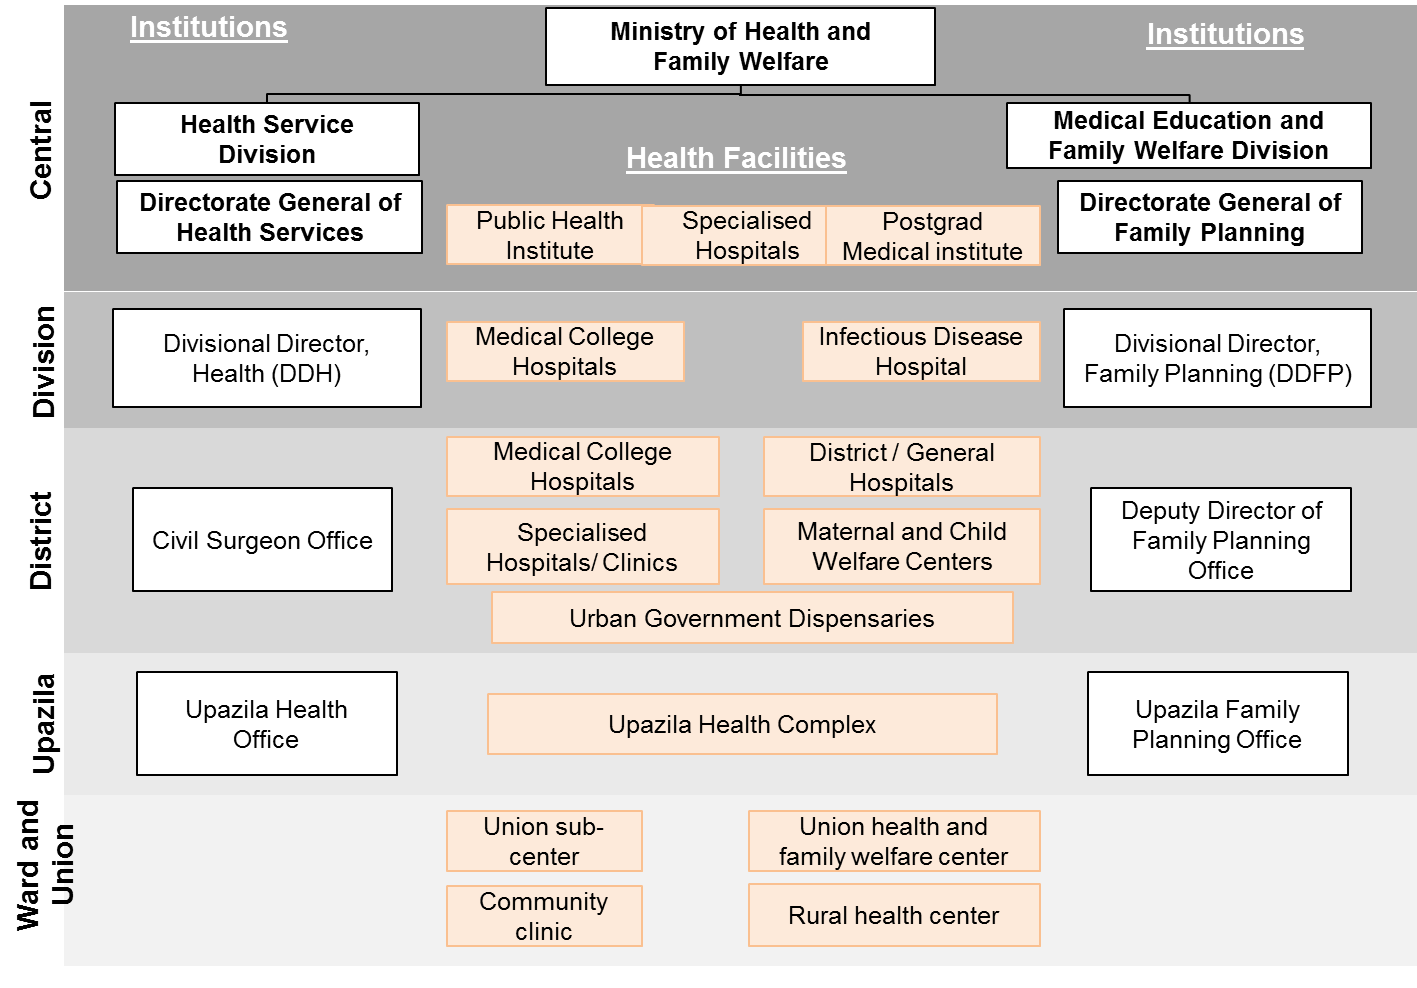 Institutions
Ministry of Health and
Family Welfare
Institutions
Central
Health Service
Division
Medical Education and
Family Welfare Division
Health Facilities
Directorate General of
Health Services
Public Health
Institute
Specialised
Hospitals
Postgrad
Medical institute
Directorate General of
Family Planning
Division
Divisional Director,
Health (DDH)
Medical College
Hospitals
Infectious Disease
Hospital
Divisional Director,
Family Planning (DDFP)
District
Civil Surgeon Office
Medical College
Hospitals
District / General
Hospitals
Specialised
Hospitals/ Clinics
Maternal and Child
Welfare Centers
Urban Government Dispensaries
Deputy Director of
Family Planning
Office
Upazila
Upazila Health
Office
Upazila Health Complex
Upazila Family
Planning Office
Ward and
Union
Union sub-
center
Union health and
family welfare center
Community
clinic
Rural health center